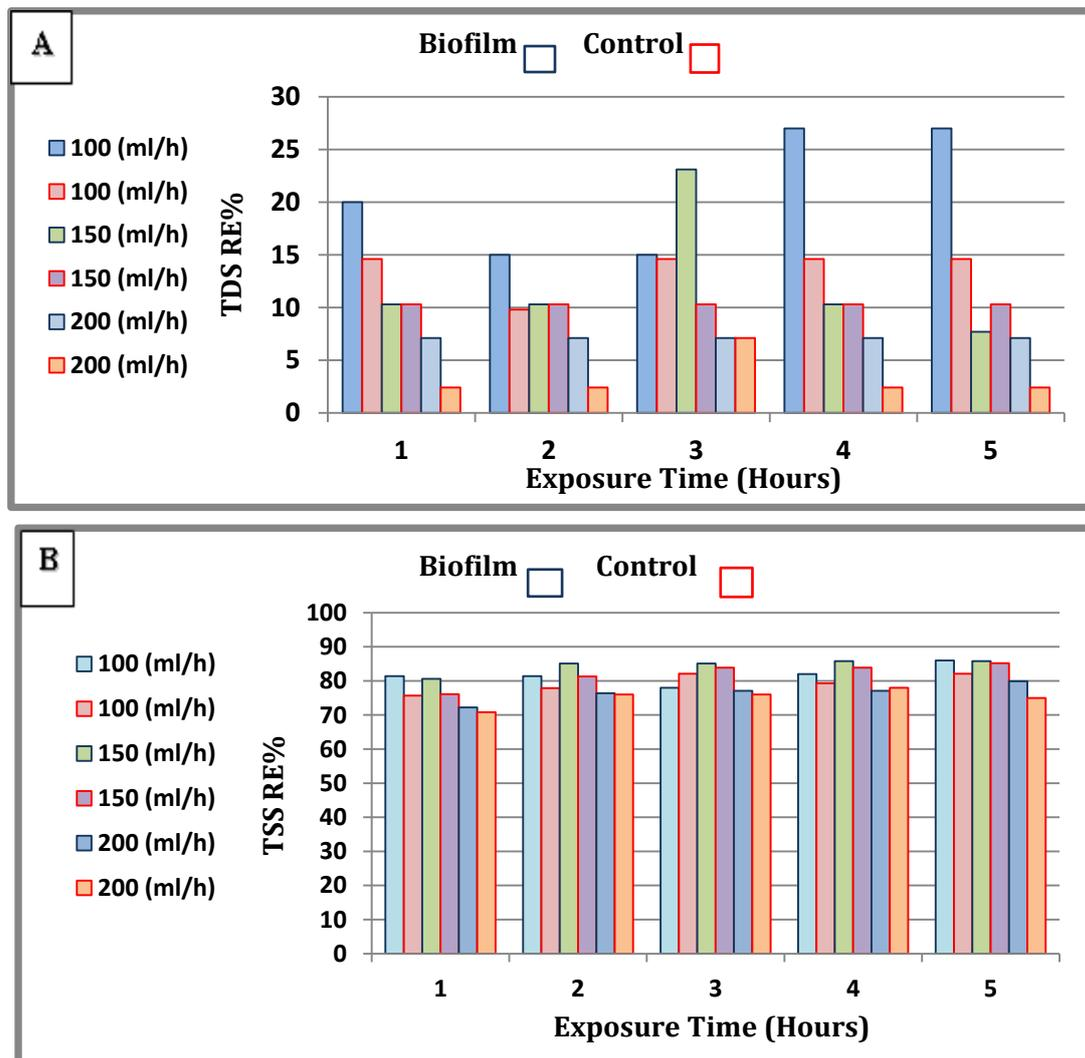 A
Biofilm Control
30
25
20
15
10
5
0
TDS RE%
100 (ml/h)
100 (ml/h)
150 (ml/h)
150 (ml/h)
200 (ml/h)
200 (ml/h)
1 2 3 4 5
Exposure Time (Hours)
B
Biofilm Control
100
90
80
70
60
50
40
30
20
10
0
TSS RE%
100 (ml/h)
100 (ml/h)
150 (ml/h)
150 (ml/h)
200 (ml/h)
200 (ml/h)
1 2 3 4 5
Exposure Time (Hours)